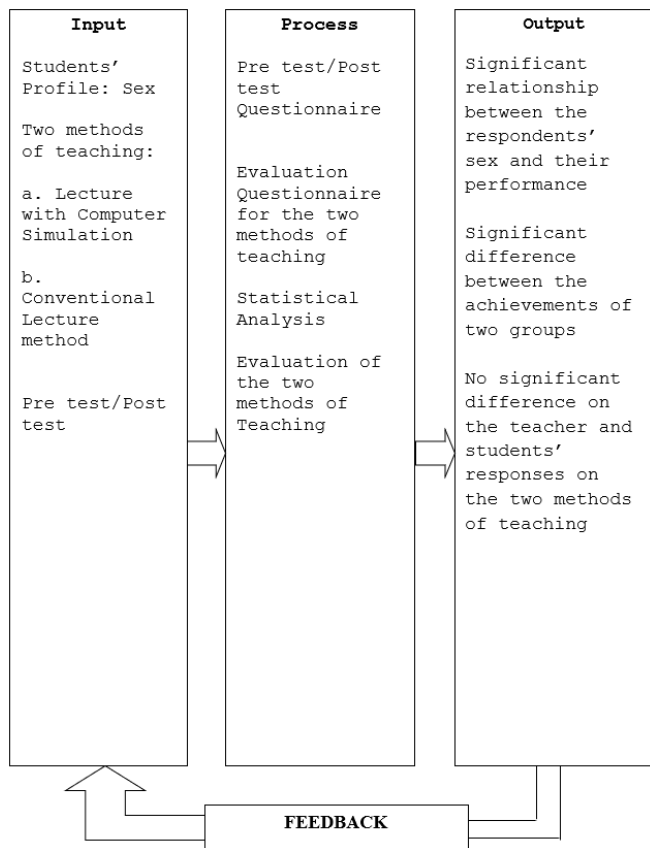 Input
Students’
Profile: Sex
Two methods
of teaching:
a. Lecture
with Computer
Simulation
b.
Conventional
Lecture
method
Pre test/Post
test
Process
Pre test/Post
test
Questionnaire
Evaluation
Questionnaire
for the two
methods of
teaching
Statistical
Analysis
Evaluation of
the two
methods of
Teaching
Output
Significant
relationship
between the
respondents’
sex and their
performance
Significant
difference
between the
achievements of
two groups
No significant
difference on
the teacher and
students’
responses on
the two methods
of teaching
FEEDBACK